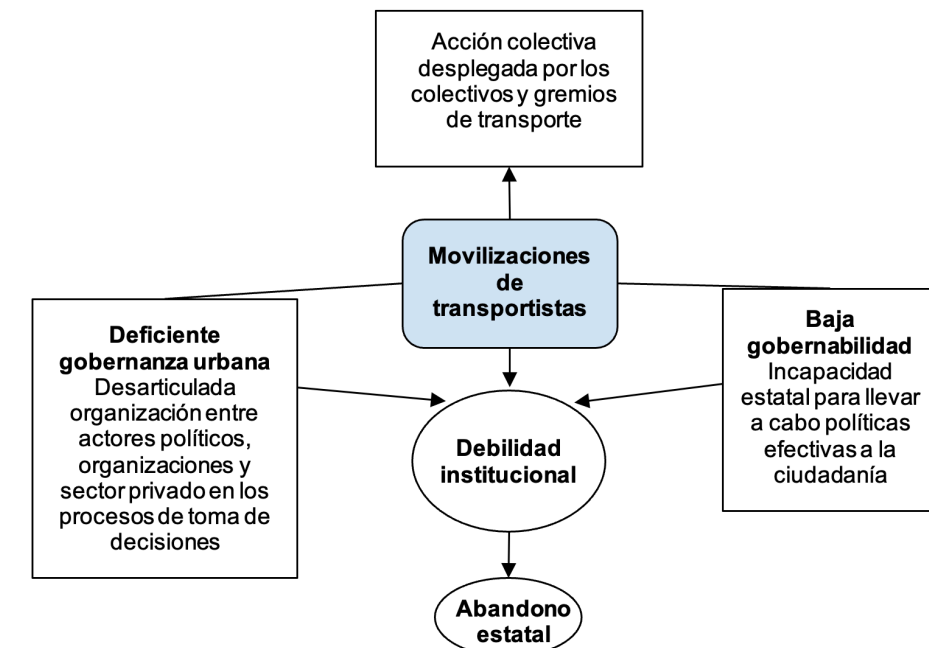 Acción colectiva
desplegada por los
colectivos y gremios
de transporte
Movilizaciones
de
transportistas
Deficiente
gobernanza urbana
Desarticulada
organización entre
actores políticos,
organizaciones y
sector privado en los
procesos de toma de
decisiones
Baja
gobernabilidad
Incapacidad
estatal para llevar
a cabo políticas
efectivas a la
ciudadanía
Debilidad
institucional
Abandono
estatal